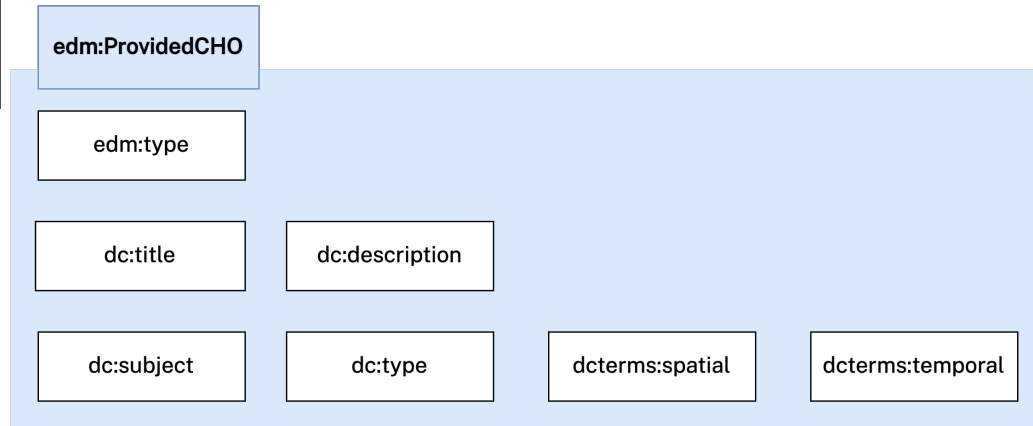 edm:ProvidedCHO
edm:type
dc:title
dc:description
dc:subject
dc:type
dcterms:spatial
dcterms:temporal